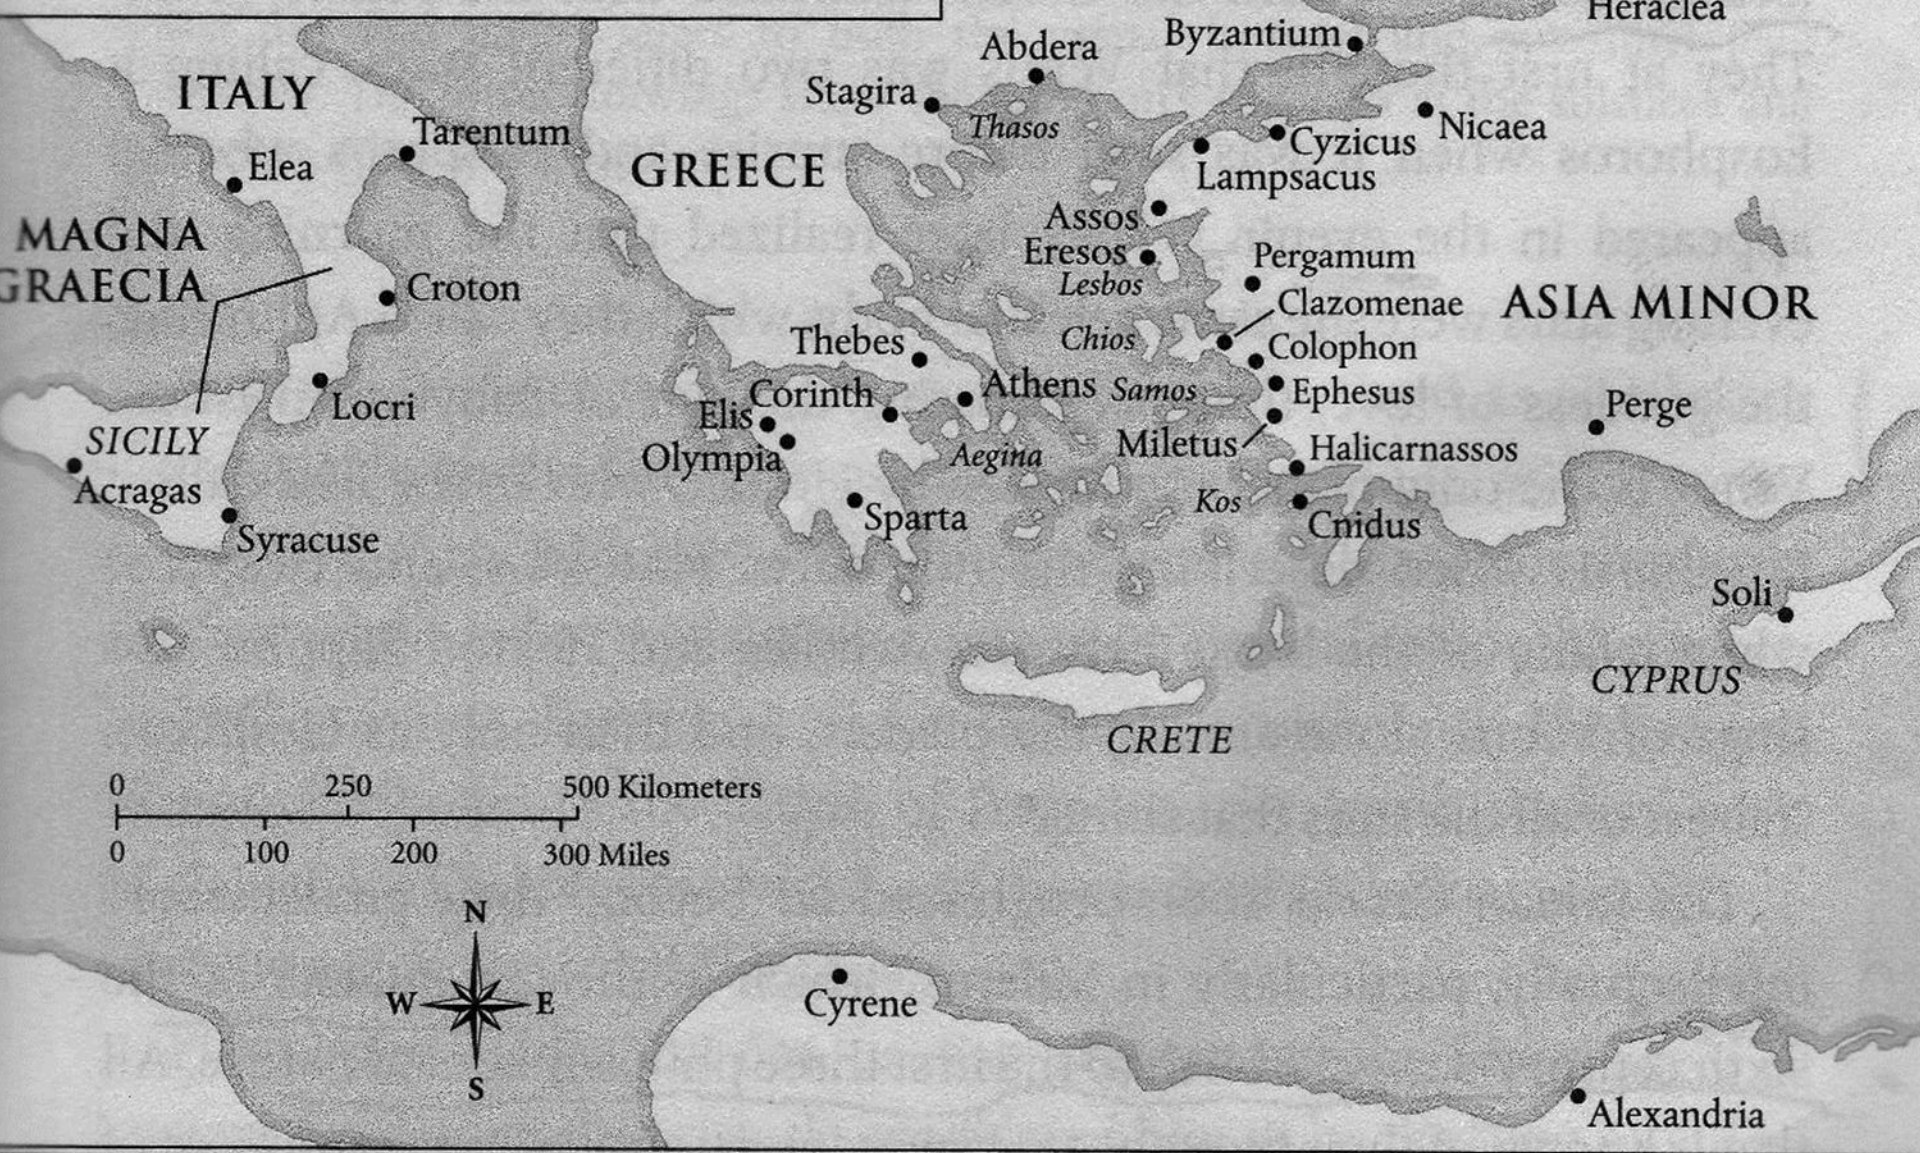 Heraclea
Byzantium
Abdera
Stagira
ITALY
Thasos
Tarentum
Nicaea
Cyzicus
GREECE
Elea
Lampsacus
Assos
MAGNA
GRAECIA
Eresos
Lesbos
Pergamum
Clazomenae
ASIA MINOR
Croton
Chios
Thebes
Colophon
Corinth
Athens
Samos
Ephesus
Elis
Locri
Perge
SICILY
Miletus
Halicarnassos
Olympia
Aegina
Acragas
Kos
Sparta
Cnidus
Syracuse
Soli
CYPRUS
CRETE
0 250 500 Kilometers
0 100 200 300 Miles
N
W E
S
Cyrene
Alexandria